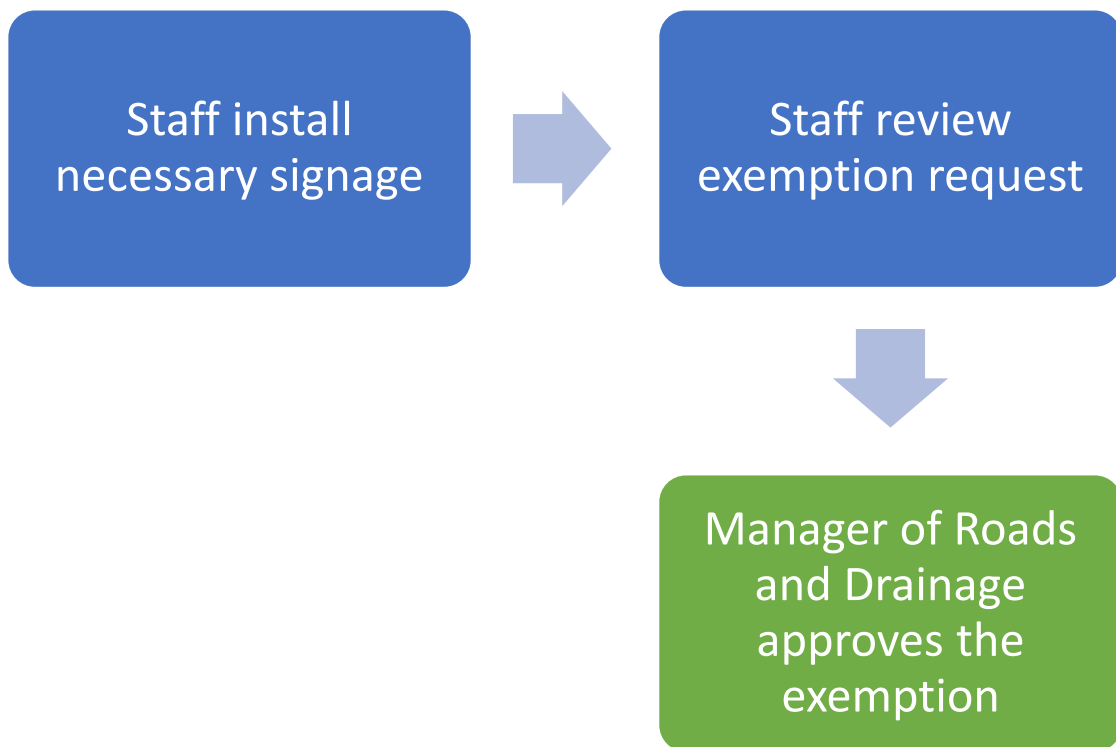 Staff install
necessary signage
Staff review
exemption request
Manager of Roads
and Drainage
approves the
exemption